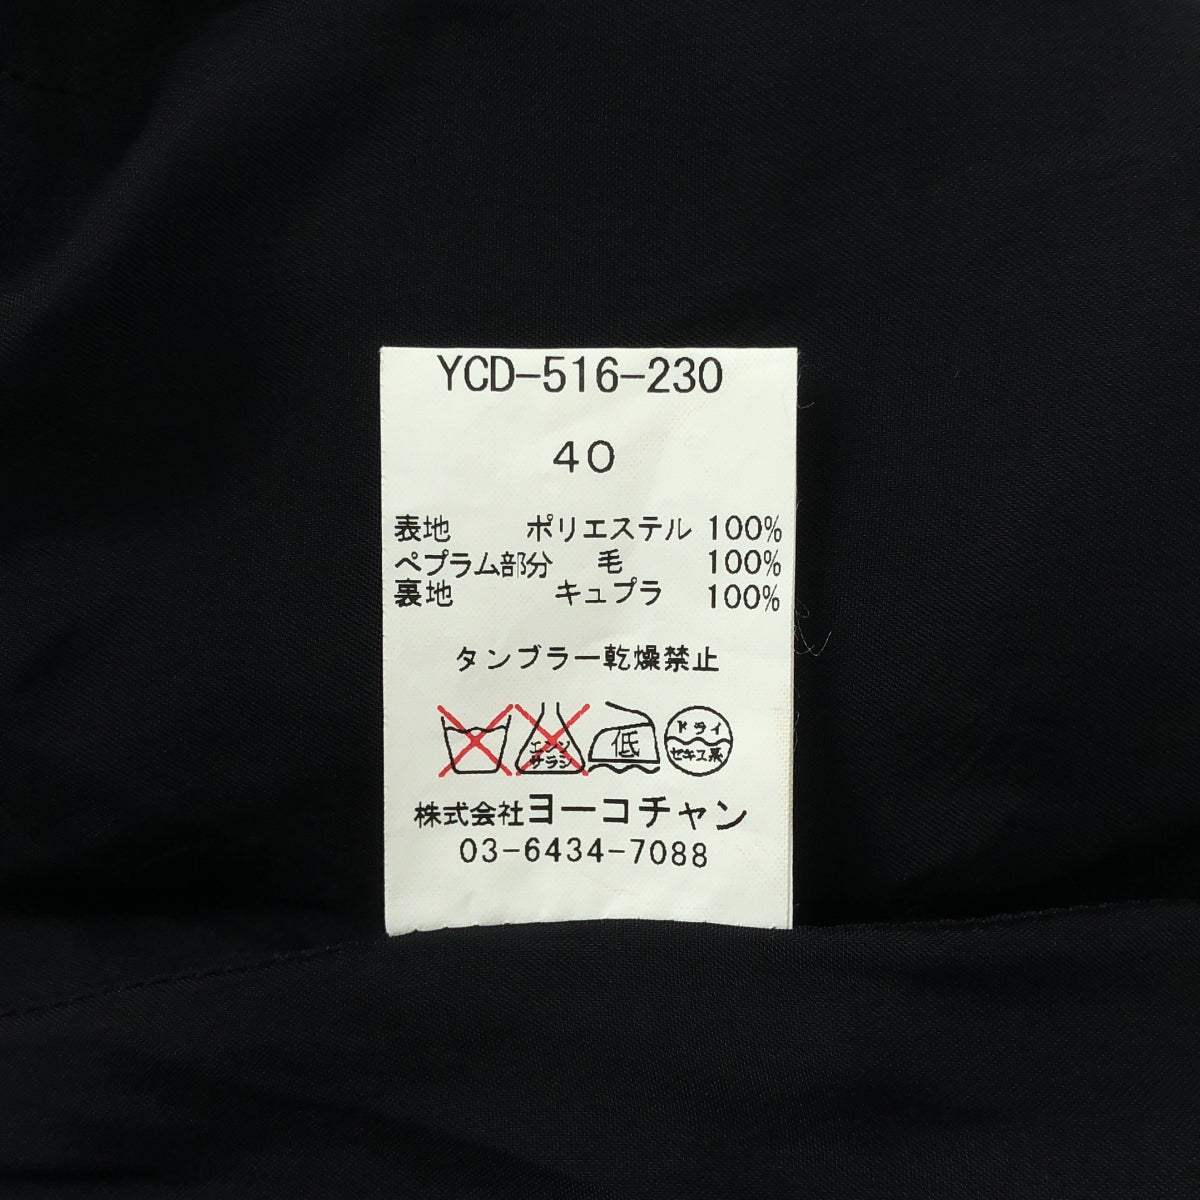 YCD-516-230
40
表地 ポリエステル 100%
ペプラム部分 毛 100%
裏地 キュプラ 100%
タンブラー乾燥禁止
エンソ
サラシ
低
ドライ
セキユ系
株式会社ヨーコチャン
03-6434-7088